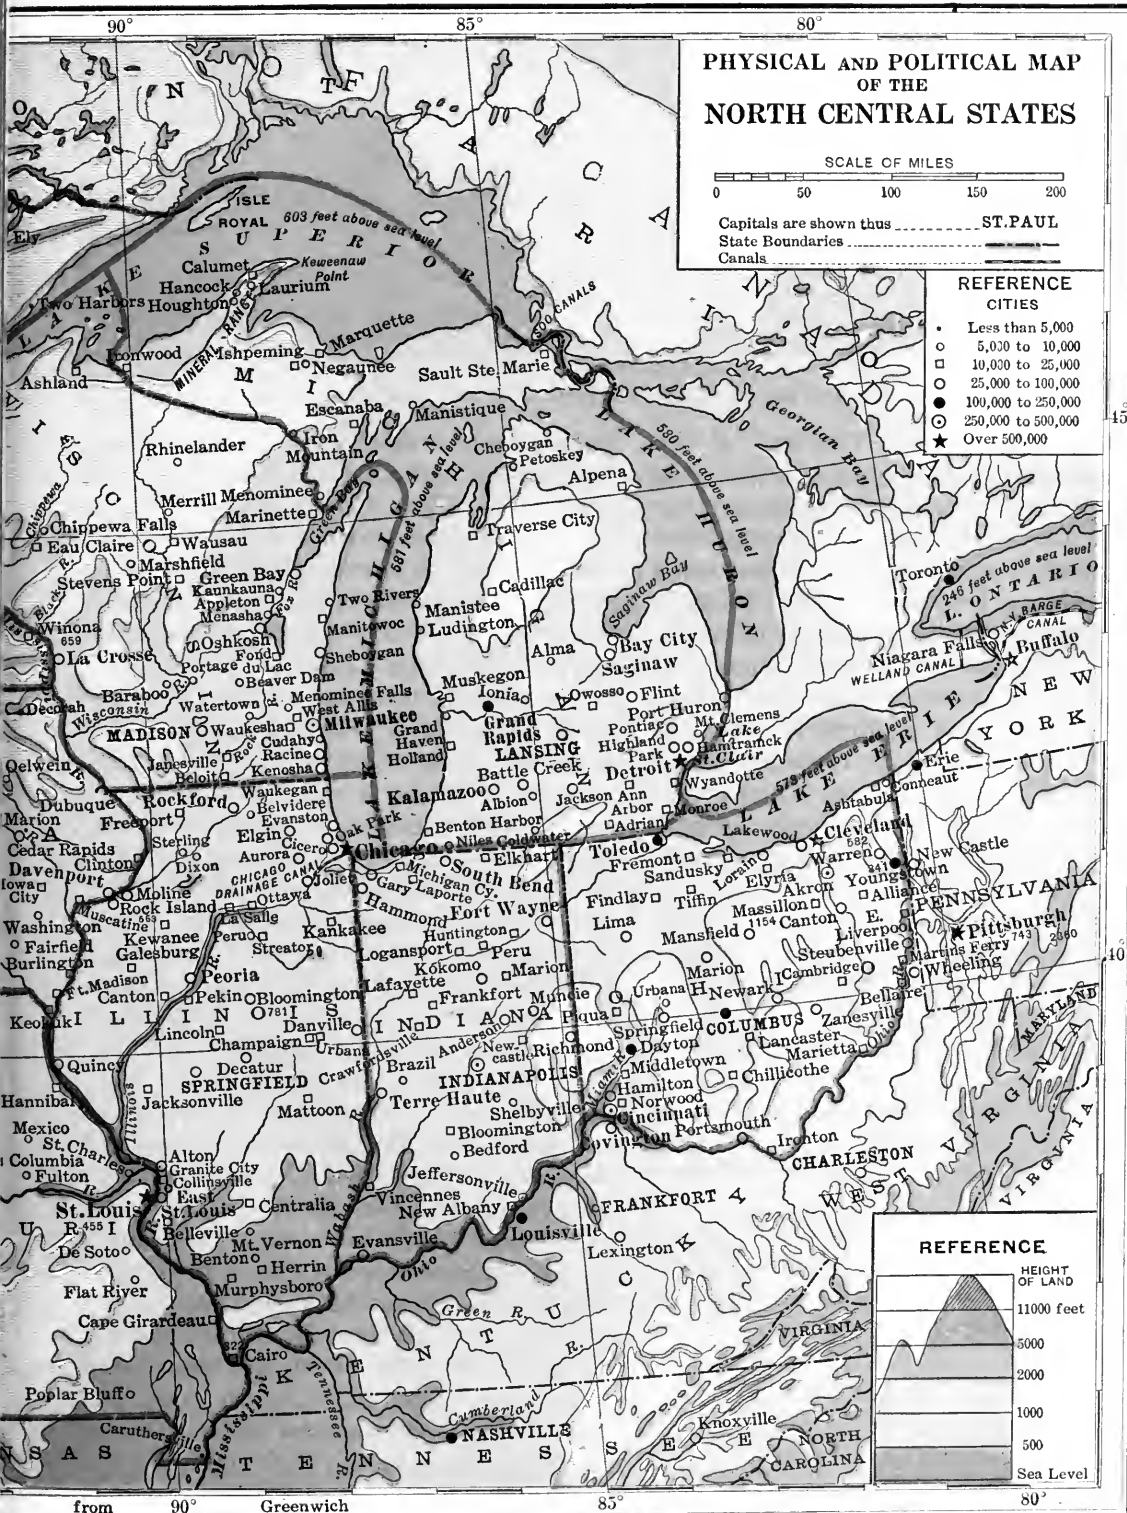 90° 85° 80°
PHYSICAL AND POLITICAL MAP
OF THE
NORTH CENTRAL STATES
SCALE OF MILES
0 50 100 150 200
Capitals are shown thus ST.PAUL
State Boundaries
Canals
REFERENCE
CITIES
Less than 5,000
5,000 to 10,000
10,000 to 25,000
25,000 to 100,000
100,000 to 250,000
250,000 to 500,000
Over 500,000
Ely
ISLE
ROYAL
603 feet above sea level
LAKE SUPERIOR
Calumet
Keweenaw
Point
Hancock
Laurium
Two Harbors
Houghton
MINERAL RANGE
Marquette
SOO CANALS
Ironwood
Ishpeming
Negaunee
Ashland
Sault Ste. Marie
Escanaba
Manistique
Iron
Mountain
Rhinelander
Cheboygan
Petoskey
Alpena
LAKE HURON
580 feet above sea level
Georgian Bay
Chippewa
R.
Merrill
Menominee
Marinette
Green Bay
581 feet above sea level
LAKE MICHIGAN
Chippewa Falls
Eau Claire
Wausau
Traverse City
Marshfield
Stevens Point
Green Bay
Kaukauna
Appleton
Menasha
Fox R.
Two Rivers
Cadillac
Manistee
Saginaw Bay
Black
Winona
659
Oshkosh
Manitowoc
Ludington
La Crosse
Fond
du Lac
Sheboygan
Alma
Bay City
Saginaw
Portage
Baraboo
Beaver Dam
Muskegon
Ionia
Owosso
Flint
Decorah
Wisconsin
Watertown
Menominee Falls
West Allis
Milwaukee
Grand
Rapids
Port Huron
MADISON
Waukesha
Grand
Haven
LANSING
Pontiac
Mt. Clemens
Lake
Cudahy
Holland
Highland
Park
Hamtramck
St. Clair
Janesville
Rock
Racine
Battle Creek
Detroit
Oelwein
Beloit
Kenosha
Kalamazoo
Jackson
Ann
Arbor
Wyandotte
Dubuque
Rockford
Waukegan
Albion
Monroe
Marion
Freeport
Belvidere
Evanston
Benton Harbor
Adrian
Cedar Rapids
Sterling
Elgin
Oak Park
Niles
Coldwater
Toledo
LAKE ERIE
573 feet above sea level
Clinton
Dixon
Cicero
Chicago
Elkhart
Davenport
Aurora
South Bend
Iowa
City
Moline
CHICAGO
DRAINAGE CANAL
Joliet
Michigan Cy.
Gary
Laporte
Rock Island
Ottawa
Hammond
Fort Wayne
Muscatine
La Salle
Kankakee
Huntington
Washington
Kewanee
Peru
Logansport
Peru
Fairfield
Galesburg
Streator
Burlington
Peoria
Kokomo
Marion
Ft. Madison
Canton
Pekin
Bloomington
Lafayette
Frankfort
Muncie
Keokuk
ILLINOIS
781
Danville
INDIANA
Anderson
Piqua
Lincoln
Urbana
Crawfordsville
New-
castle
Richmond
Champaign
Brazil
Quincy
Decatur
INDIANAPOLIS
SPRINGFIELD
Terre Haute
Hannibal
Jacksonville
Mattoon
Shelbyville
Mexico
Illinois
Bloomington
St. Charles
Bedford
Columbia
Alton
Fulton
Granite City
Collinsville
Jeffersonville
East
St. Louis
St. Louis
Centralia
Wabash
R.
Vincennes
New Albany
455
Belleville
Louisville
De Soto
Mt. Vernon
Evansville
Benton
Herrin
Ohio
Flat River
Murphysboro
Cape Girardeau
Green R.
322
Cairo
Poplar Bluff
Caruthersville
Mississippi
Tennessee
R.
Cumberland
R.
NASHVILLE
TENNESSEE
KENTUCKY
Lexington
FRANKFORT
Toronto
246 feet above sea level
L. ONTARIO
N.Y. BARGE
CANAL
Niagara Falls
Buffalo
WELLAND CANAL
NEW
YORK
Erie
Conneaut
Ashtabula
Lakewood
Cleveland
582
Fremont
Sandusky
Lorain
Elyria
Warren
841
New Castle
Youngstown
Findlay
Tiffin
Akron
Alliance
PENNSYLVANIA
Lima
Massillon
Canton
E.
Liverpool
Pittsburgh
743
Mansfield
1154
Steubenville
Martins Ferry
Marion
Cambridge
Wheeling
Urbana
Newark
Bellaire
Springfield
COLUMBUS
Zanesville
MARYLAND
Dayton
Lancaster
Marietta
Ohio
Middletown
Miami R.
Hamilton
Chillicothe
Norwood
Cincinnati
Covington
Portsmouth
Ironton
CHARLESTON
WEST VIRGINIA
VIRGINIA
VIRGINIA
Knoxville
NORTH
CAROLINA
REFERENCE
HEIGHT
OF LAND
11000 feet
5000
2000
1000
500
Sea Level
from 90° Greenwich 85° 80°